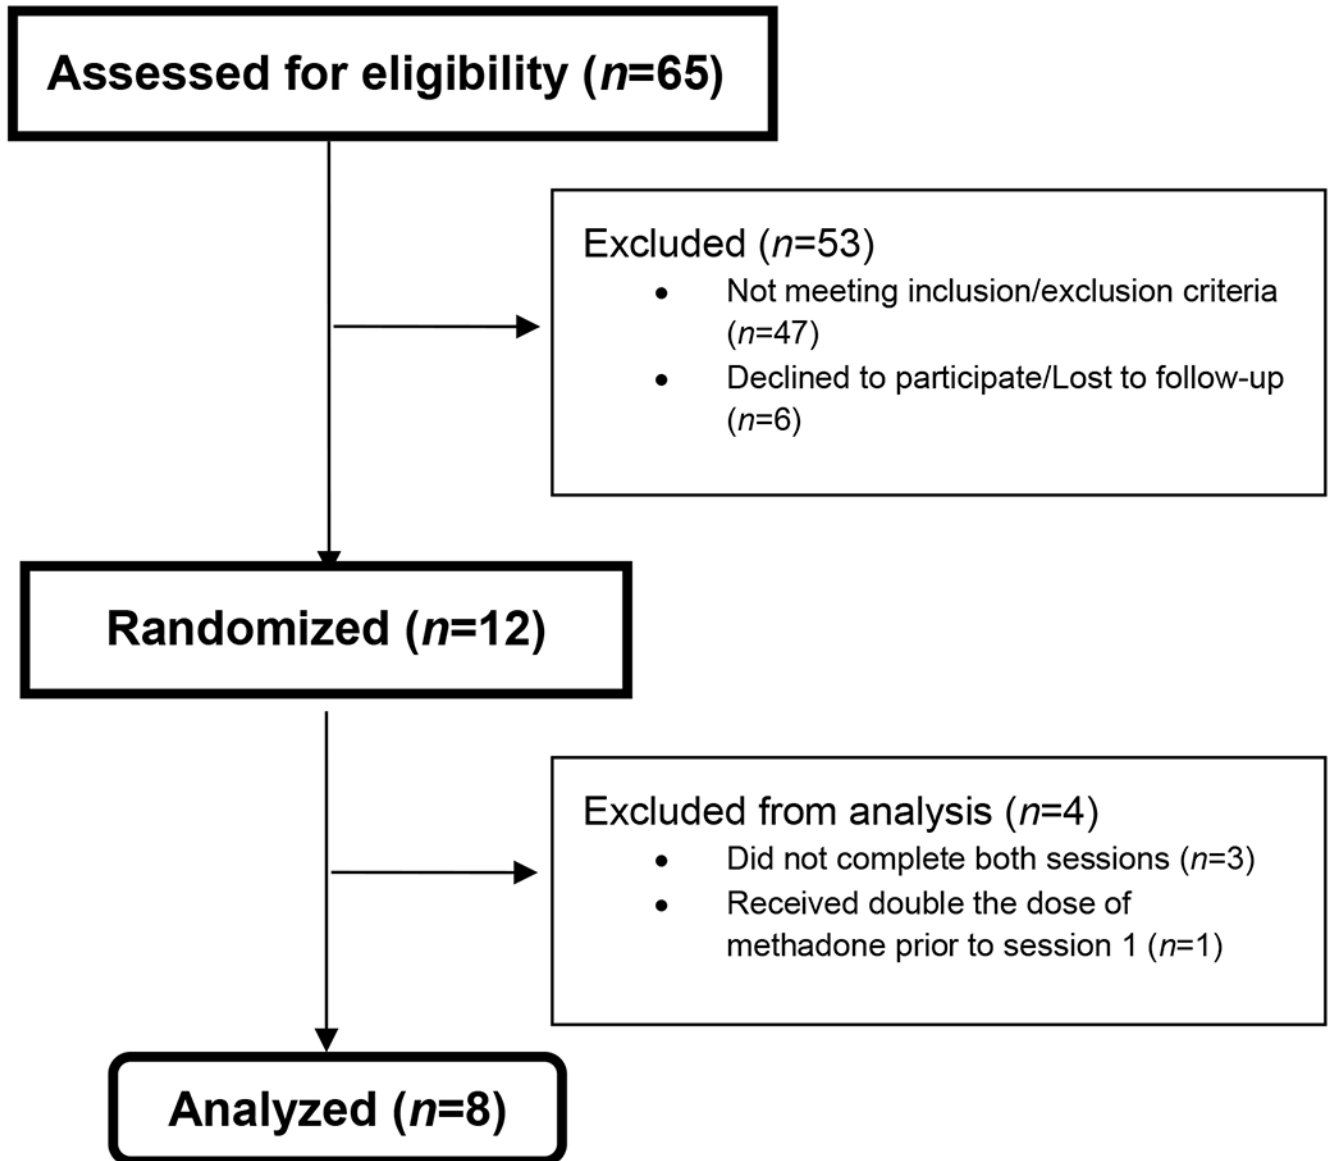 Assessed for eligibility (n=65)
Excluded (n=53)
• Not meeting inclusion/exclusion criteria
(n=47)
• Declined to participate/Lost to follow-up
(n=6)
Randomized (n=12)
Excluded from analysis (n=4)
• Did not complete both sessions (n=3)
• Received double the dose of
methadone prior to session 1 (n=1)
Analyzed (n=8)